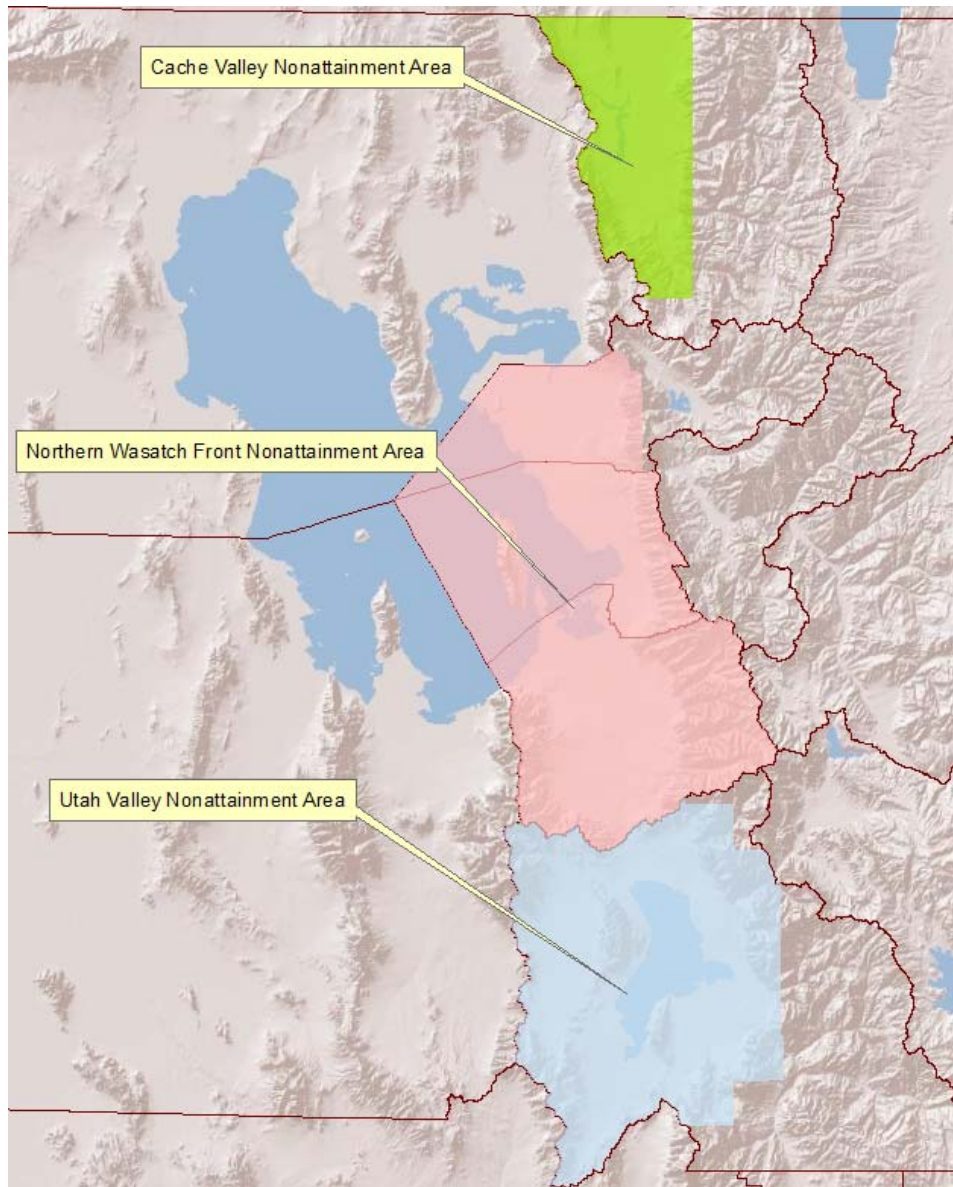 Cache Valley Nonattainment Area
Northern Wasatch Front Nonattainment Area
Utah Valley Nonattainment Area